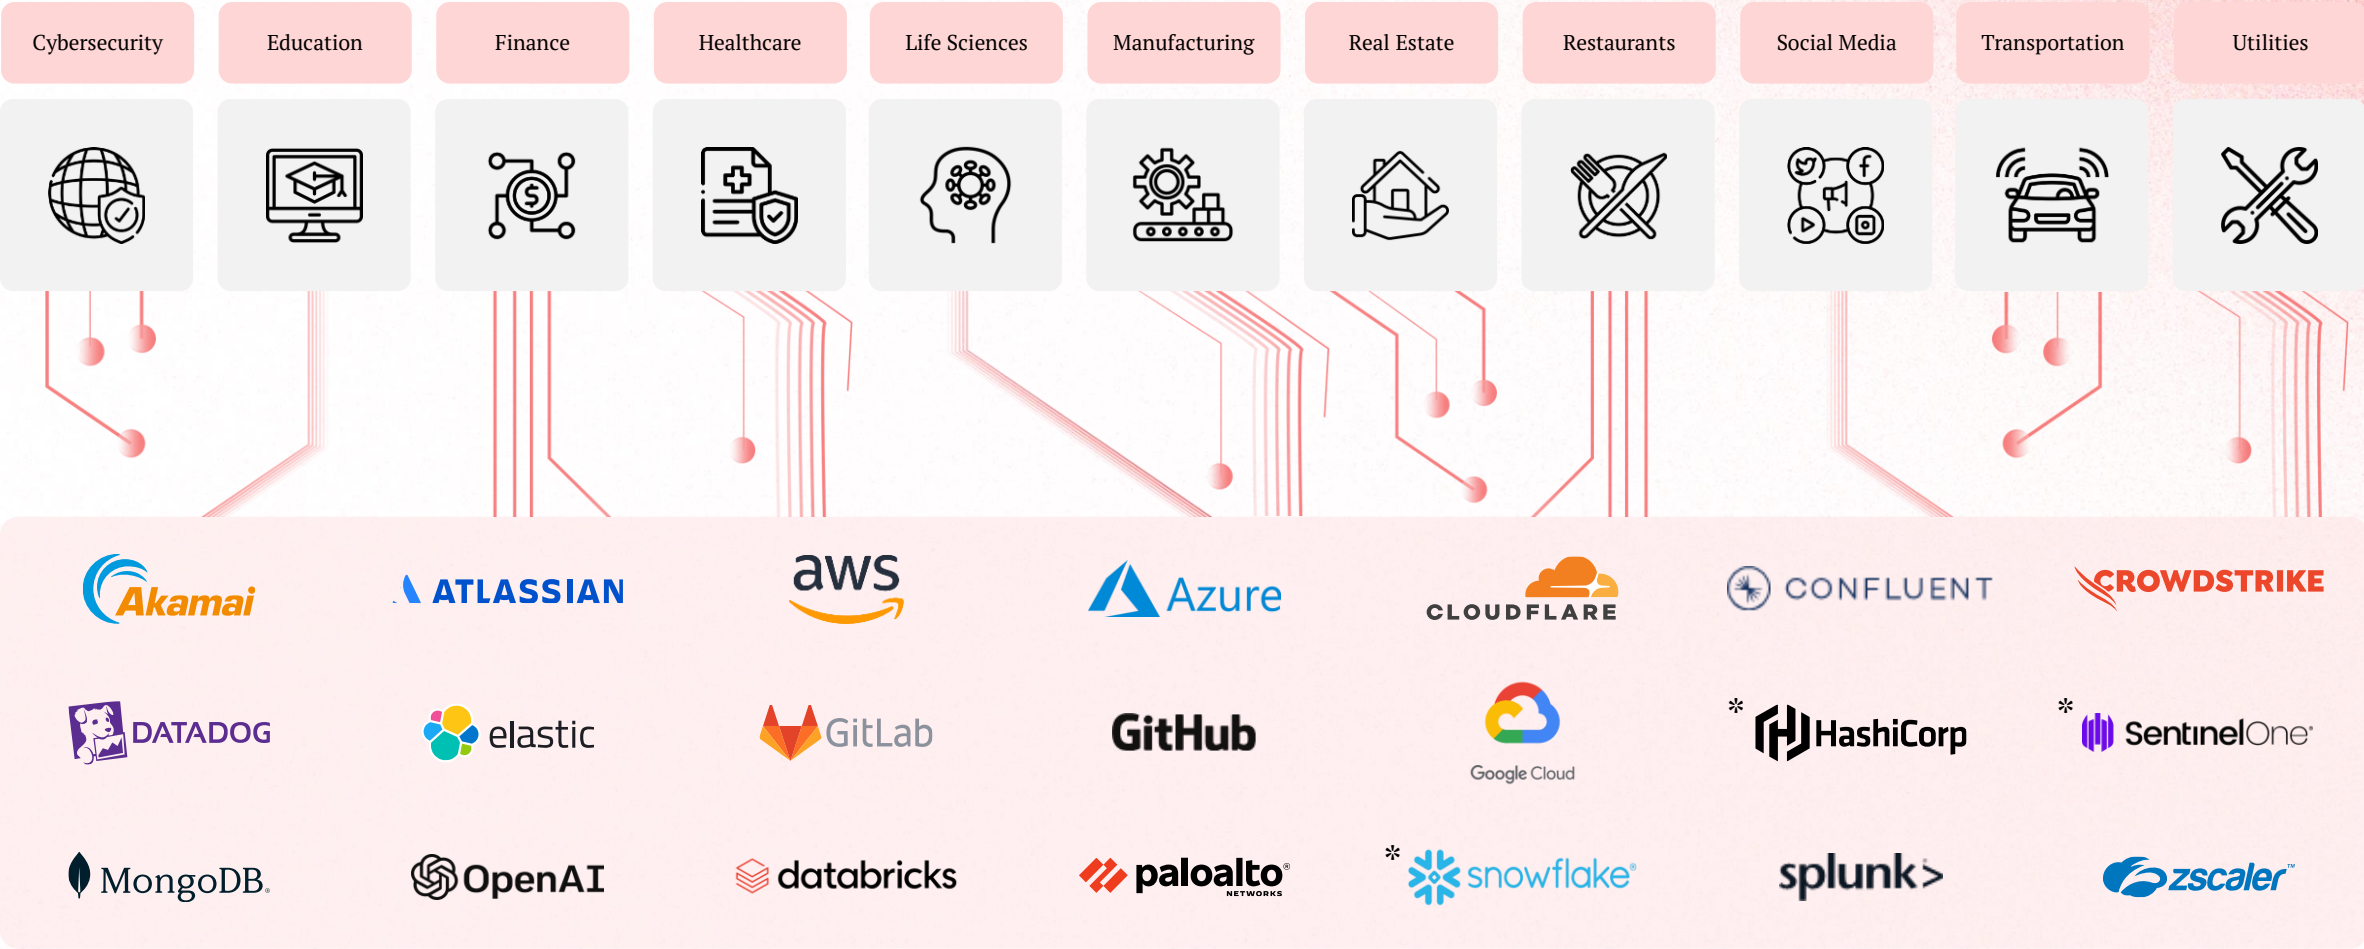 Cybersecurity
Education
Finance
Healthcare
Life Sciences
Manufacturing
Real Estate
Restaurants
Social Media
Transportation
Utilities
Akamai
ATLASSIAN
aws
Azure
CLOUDFLARE
CONFLUENT
CROWDSTRIKE
DATADOG
elastic
GitLab
GitHub
Google Cloud
* HashiCorp
* SentinelOne®
MongoDB®
OpenAI
databricks
paloalto®
NETWORKS
* snowflake®
splunk>
zscaler™